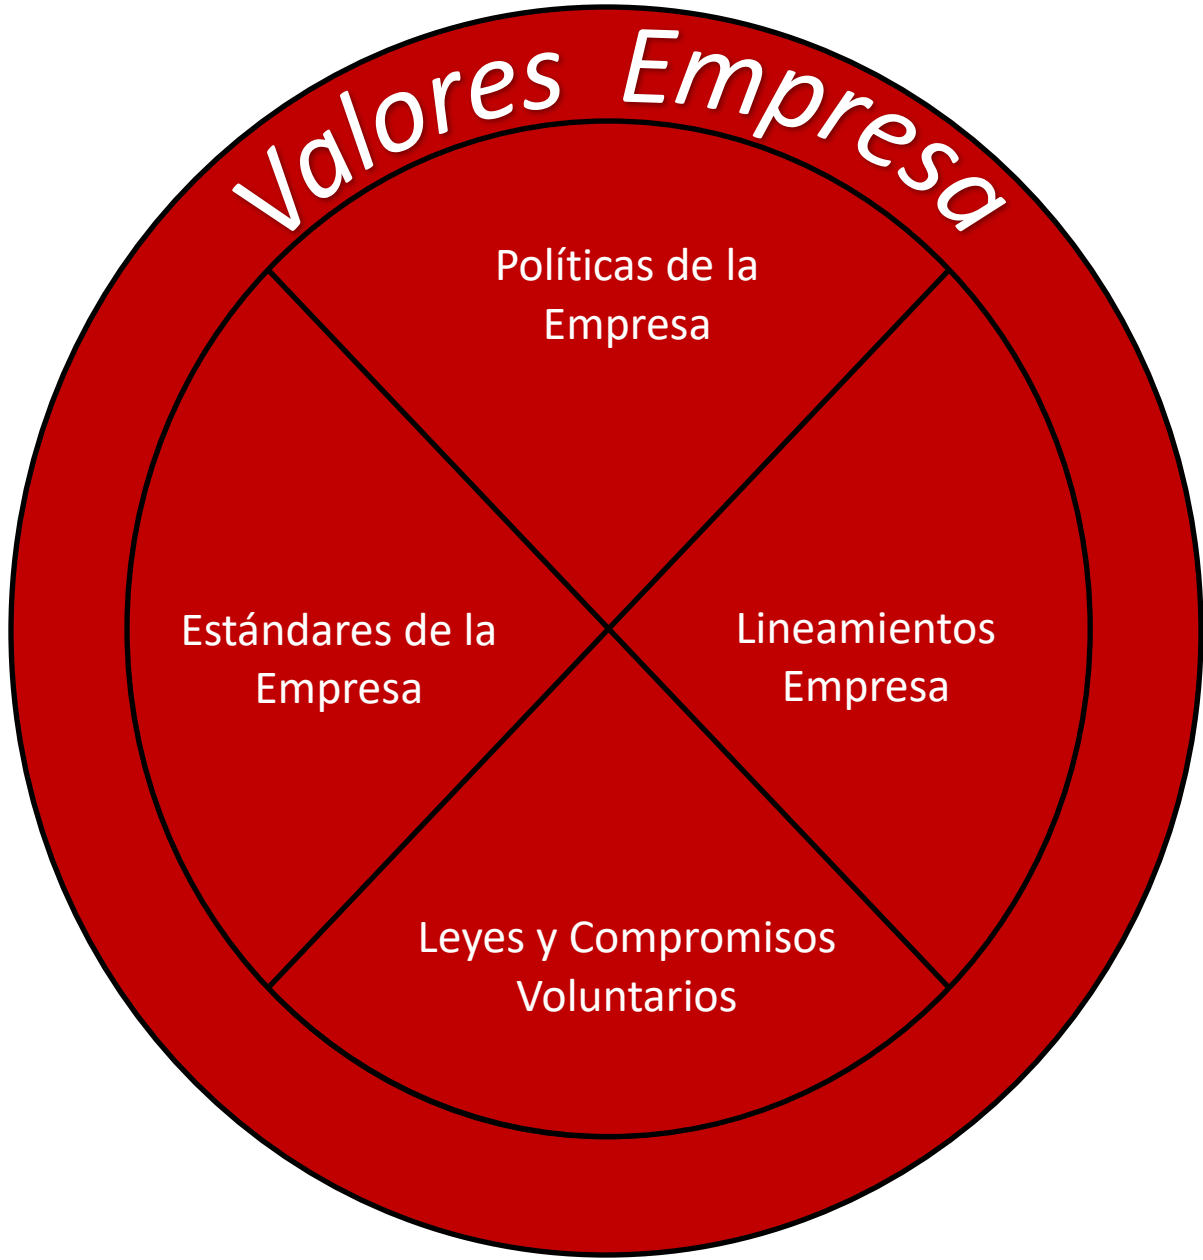 Valores Empresa
Políticas de la
Empresa
Estándares de la
Empresa
Lineamientos
Empresa
Leyes y Compromisos
Voluntarios